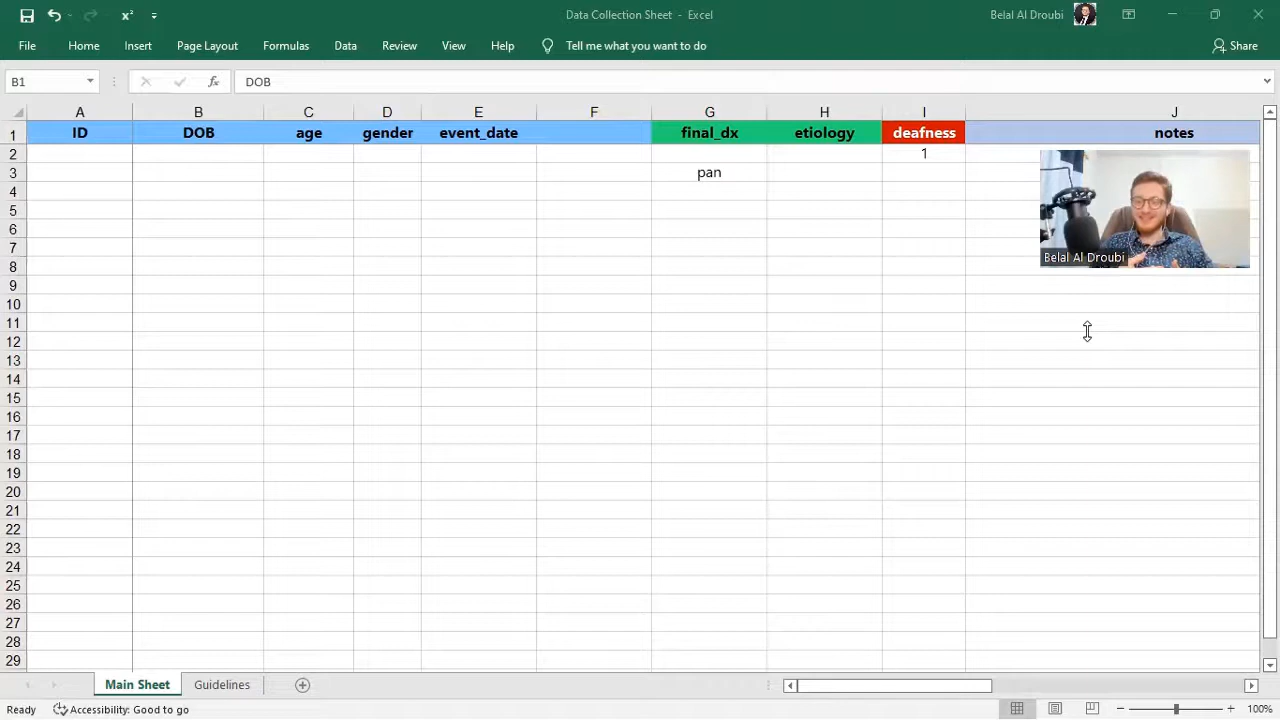 x²
Data Collection Sheet - Excel
Belal Al Droubi
File Home Insert Page Layout Formulas Data Review View Help Tell me what you want to do Share
B1 fx DOB
A B C D E F G H I J
1 ID DOB age gender event_date final_dx etiology deafness notes
2 1
3 pan
4
5
6
7
8
Belal Al Droubi
9
10
11
12
13
14
15
16
17
18
19
20
21
22
23
24
25
26
27
28
29
Main Sheet Guidelines
Ready Accessibility: Good to go 100%